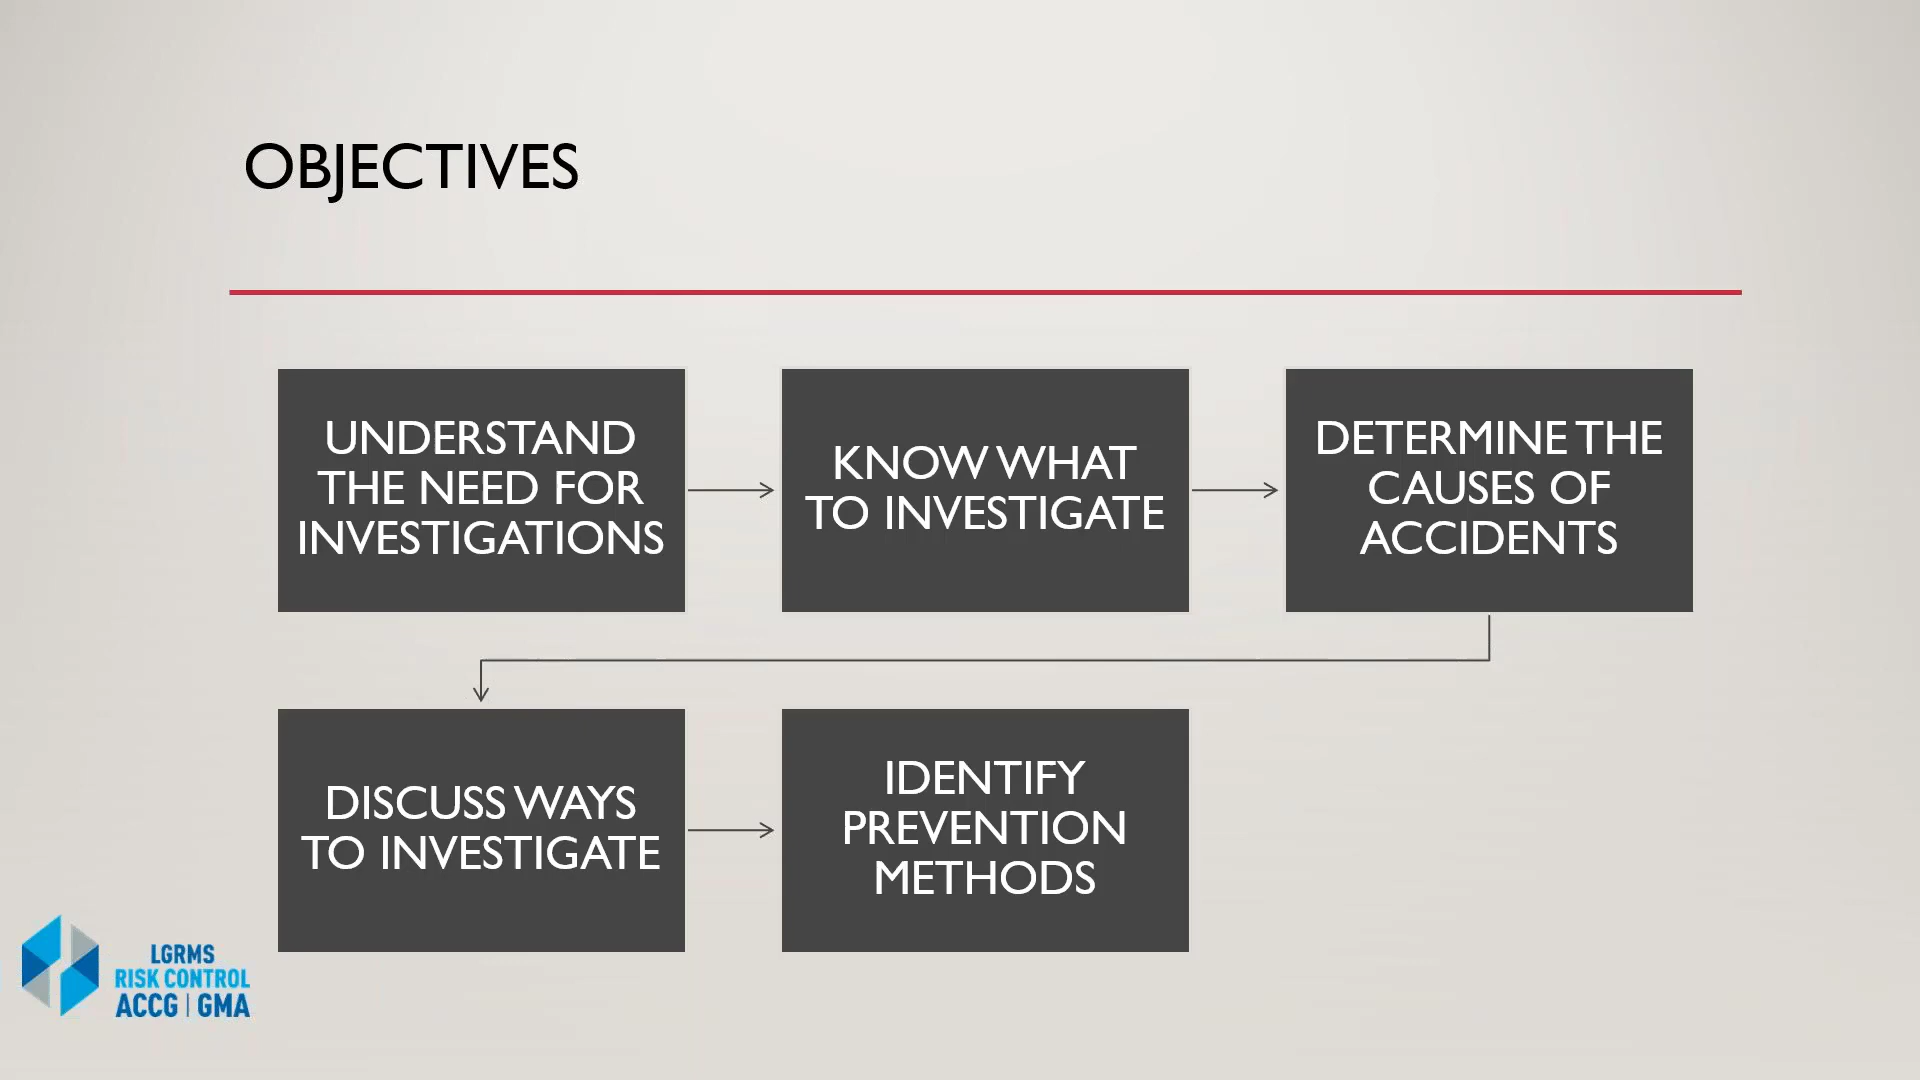 OBJECTIVES
UNDERSTAND
THE NEED FOR
INVESTIGATIONS
KNOW WHAT
TO INVESTIGATE
DETERMINE THE
CAUSES OF
ACCIDENTS
DISCUSS WAYS
TO INVESTIGATE
IDENTIFY
PREVENTION
METHODS
LGRMS
RISK CONTROL
ACCG | GMA